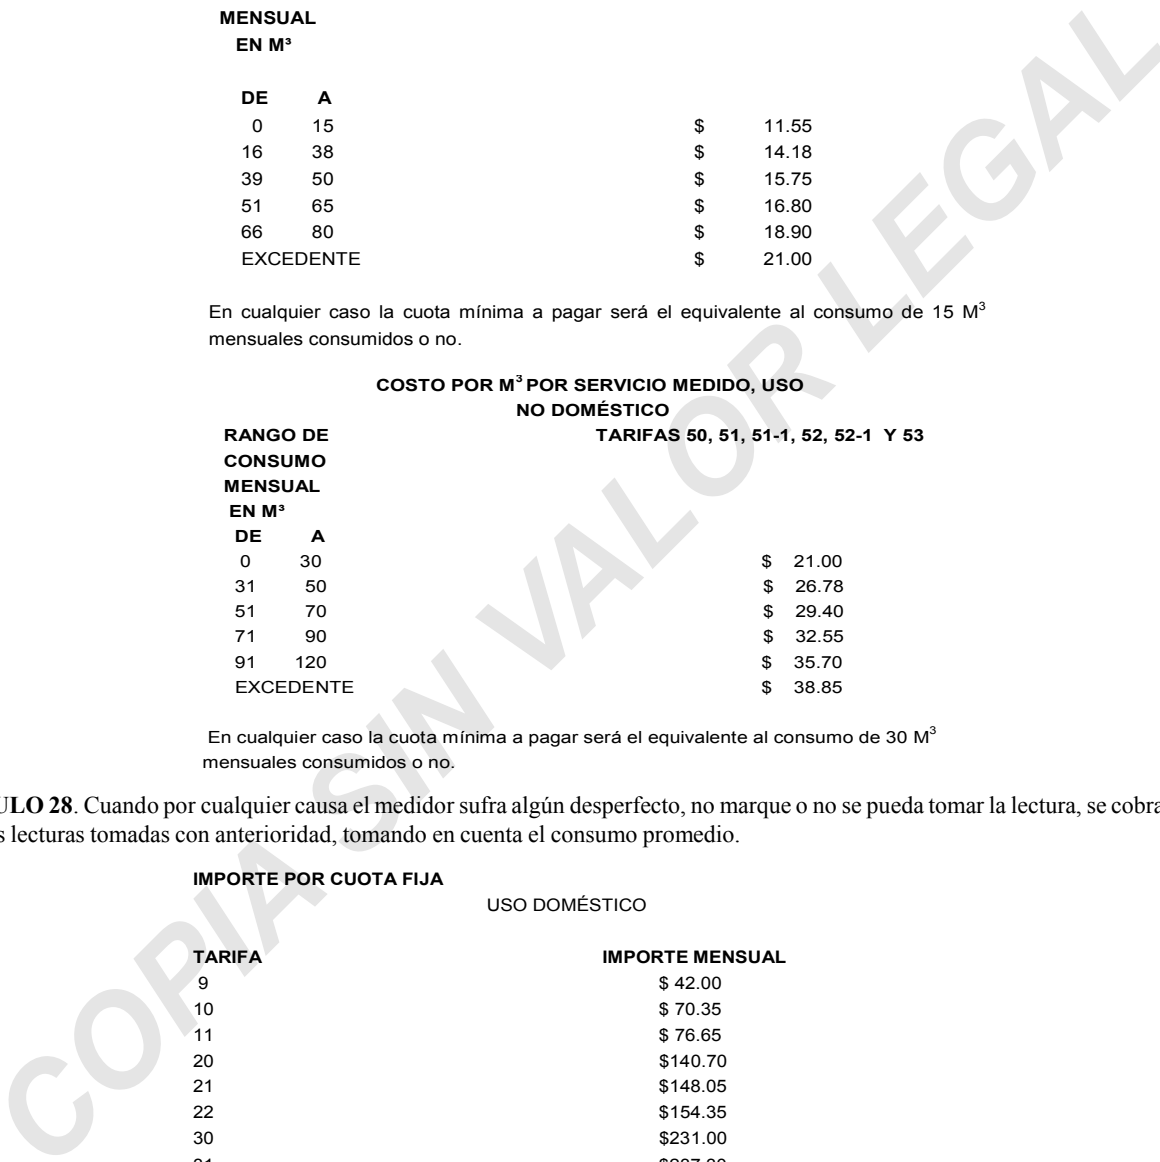 MENSUAL
EN M³
DE A
0 15 $ 11.55
16 38 $ 14.18
39 50 $ 15.75
51 65 $ 16.80
66 80 $ 18.90
EXCEDENTE $ 21.00
En cualquier caso la cuota mínima a pagar será el equivalente al consumo de 15 M³
mensuales consumidos o no.
COSTO POR M³ POR SERVICIO MEDIDO, USO
NO DOMÉSTICO
RANGO DE TARIFAS 50, 51, 51-1, 52, 52-1 Y 53
CONSUMO
MENSUAL
EN M³
DE A
0 30 $ 21.00
31 50 $ 26.78
51 70 $ 29.40
71 90 $ 32.55
91 120 $ 35.70
EXCEDENTE $ 38.85
En cualquier caso la cuota mínima a pagar será el equivalente al consumo de 30 M³
mensuales consumidos o no.
ULO 28. Cuando por cualquier causa el medidor sufra algún desperfecto, no marque o no se pueda tomar la lectura, se cobra
s lecturas tomadas con anterioridad, tomando en cuenta el consumo promedio.
IMPORTE POR CUOTA FIJA
USO DOMÉSTICO
TARIFA IMPORTE MENSUAL
9 $ 42.00
10 $ 70.35
11 $ 76.65
20 $140.70
21 $148.05
22 $154.35
30 $231.00
COPIA SIN VALOR LEGAL